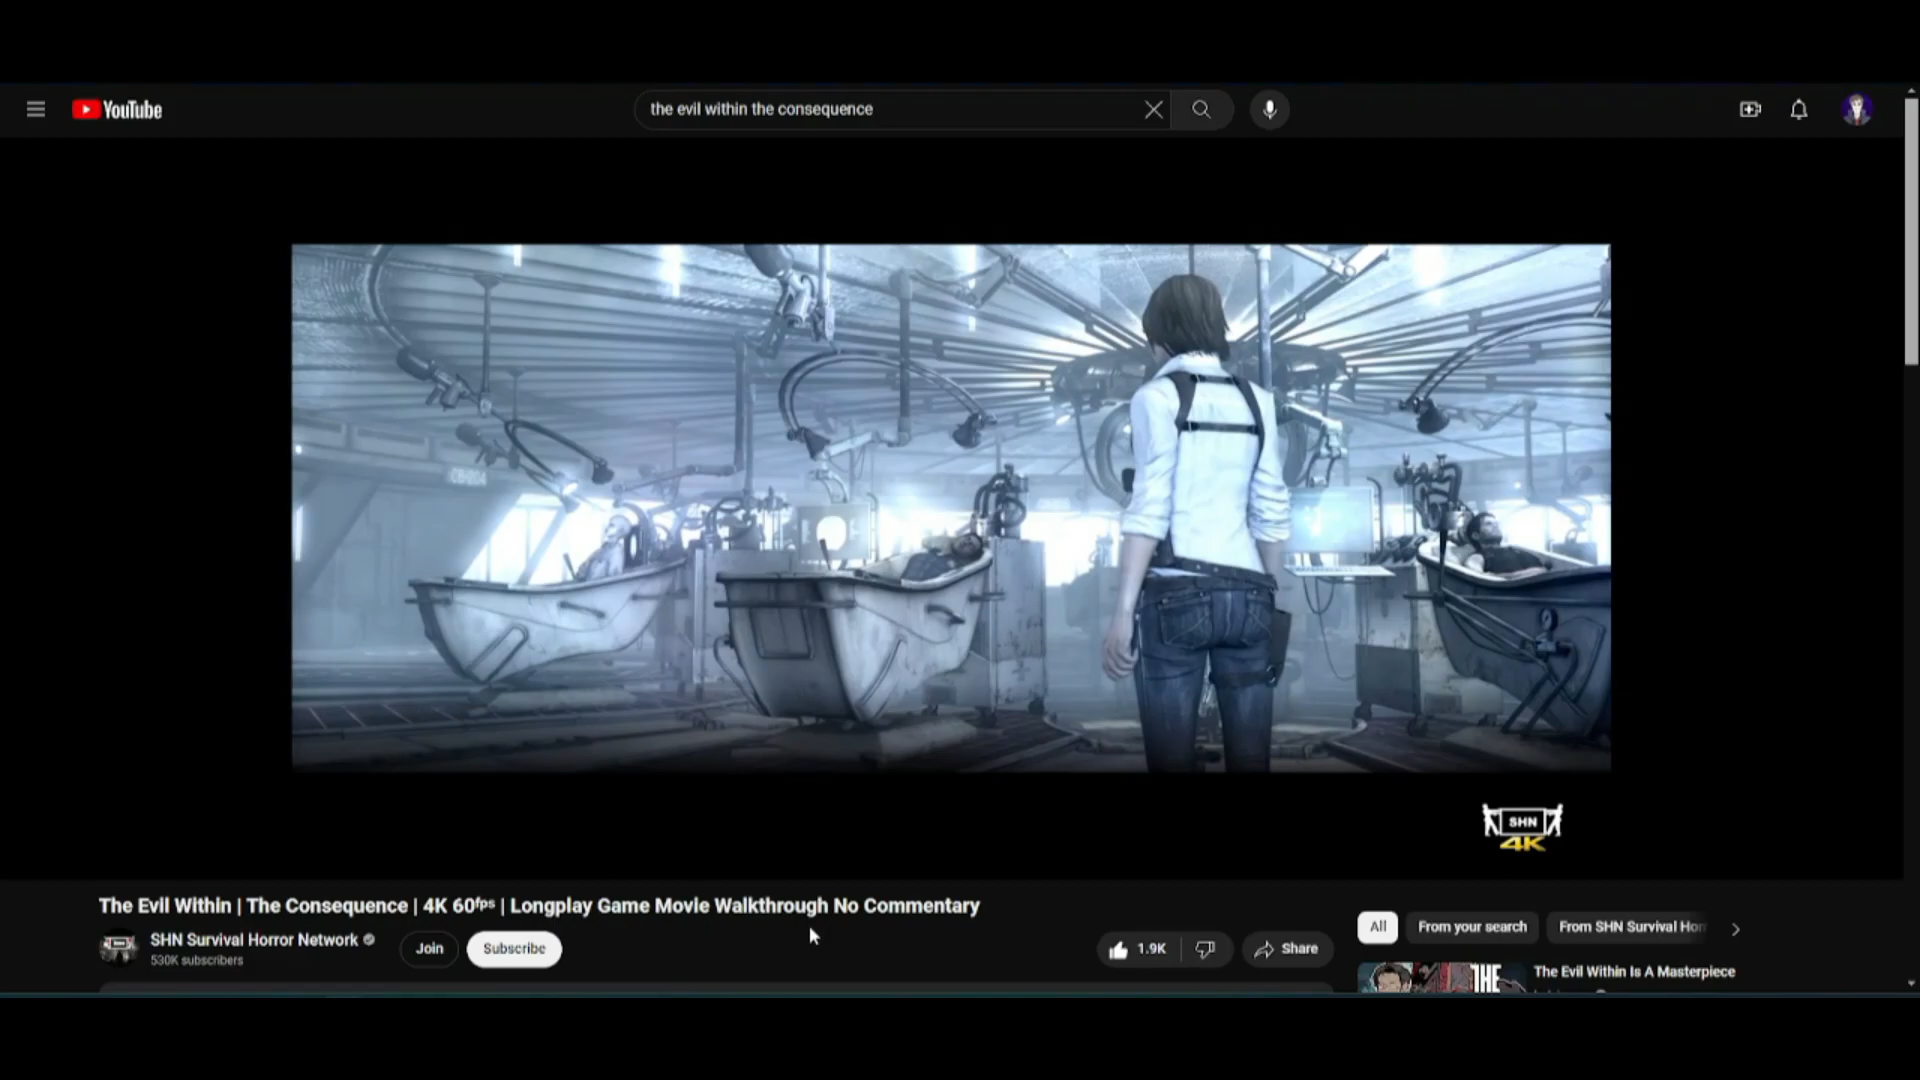 YouTube
the evil within the consequence
SHN
4K
The Evil Within | The Consequence | 4K 60ᶠᵖˢ | Longplay Game Movie Walkthrough No Commentary
SHN Survival Horror Network
530K subscribers
Join
Subscribe
1.9K
Share
All
From your search
From SHN Survival Hor
THE
The Evil Within Is A Masterpiece